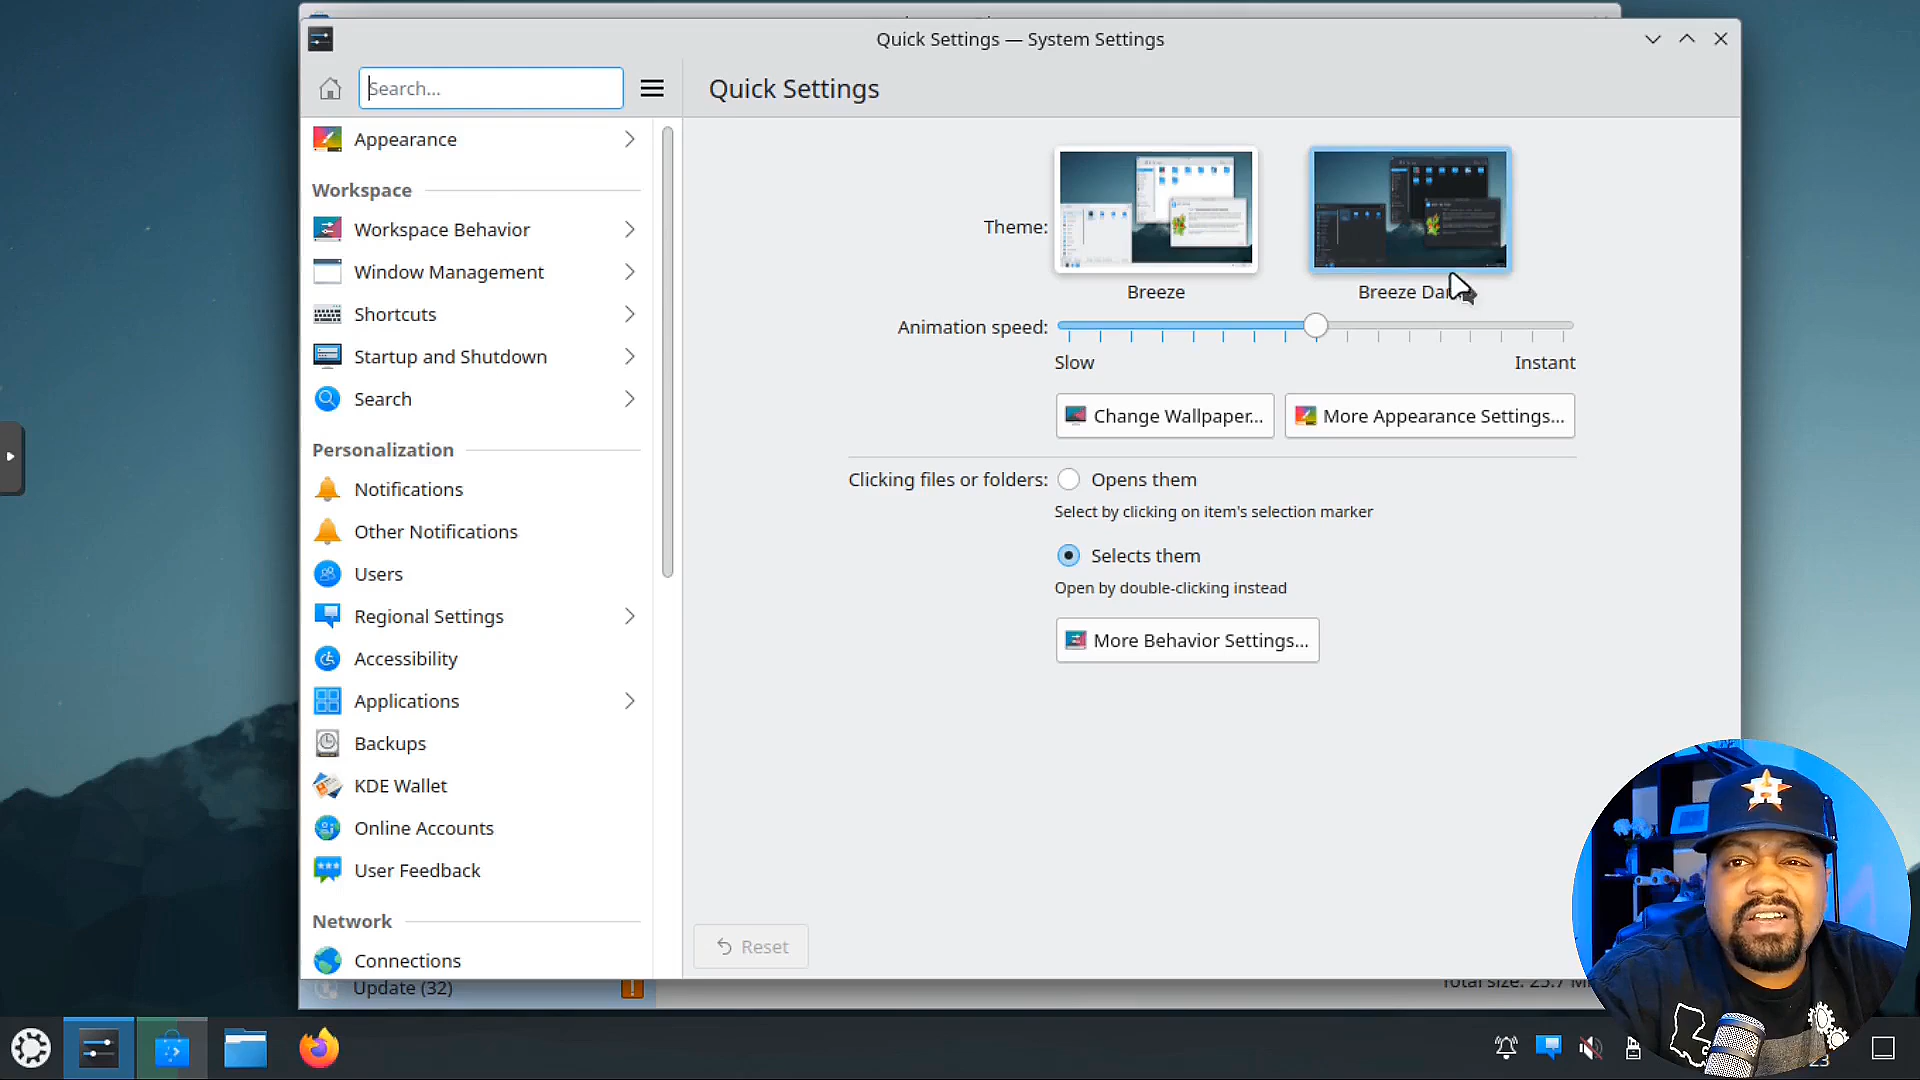 Quick Settings — System Settings
Search...
Quick Settings
Appearance
Workspace
Workspace Behavior
Window Management
Shortcuts
Startup and Shutdown
Search
Personalization
Notifications
Other Notifications
Users
Regional Settings
Accessibility
Applications
Backups
KDE Wallet
Online Accounts
User Feedback
Network
Connections
Update (32)
Theme:
Breeze
Breeze
Animation speed:
Slow
Instant
Change Wallpaper...
More Appearance Settings...
Clicking files or folders:
Opens them
Select by clicking on item's selection marker
Selects them
Open by double-clicking instead
More Behavior Settings...
Reset
Total size: 25.7
H
23